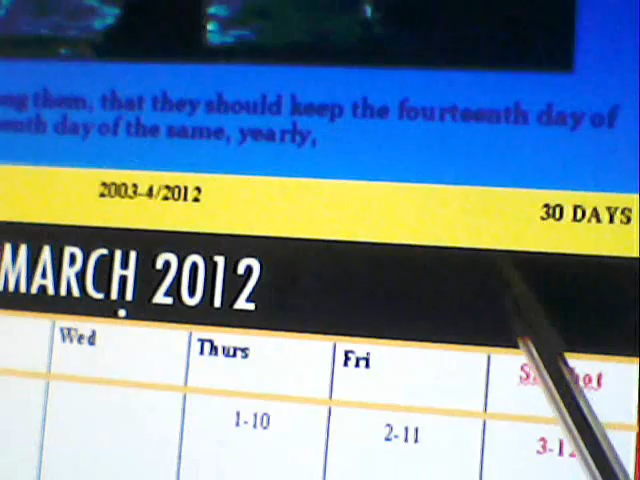 them, that they should keep the fourteenth day of
day of the same, yearly,
2003-4/2012
30 DAYS
MARCH 2012
Wed Thurs Fri
1-10 2-11